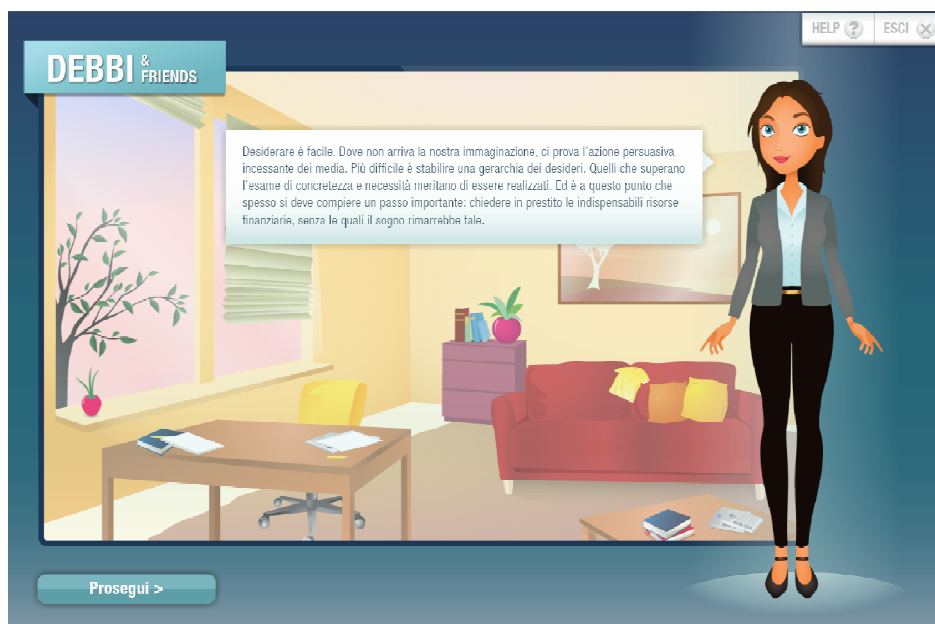 HELP ?
ESCI X
DEBBI & FRIENDS
Desiderare è facile. Dove non arriva la nostra immaginazione, ci prova l'azione persuasiva
incessante dei media. Più difficile è stabilire una gerarchia dei desideri. Quelli che superano
l'esame di concretezza e necessità meritano di essere realizzati. Ed è a questo punto che
spesso si deve compiere un passo importante: chiedere in prestito le indispensabili risorse
finanziarie, senza le quali il sogno rimarrebbe tale.
Prosegui >